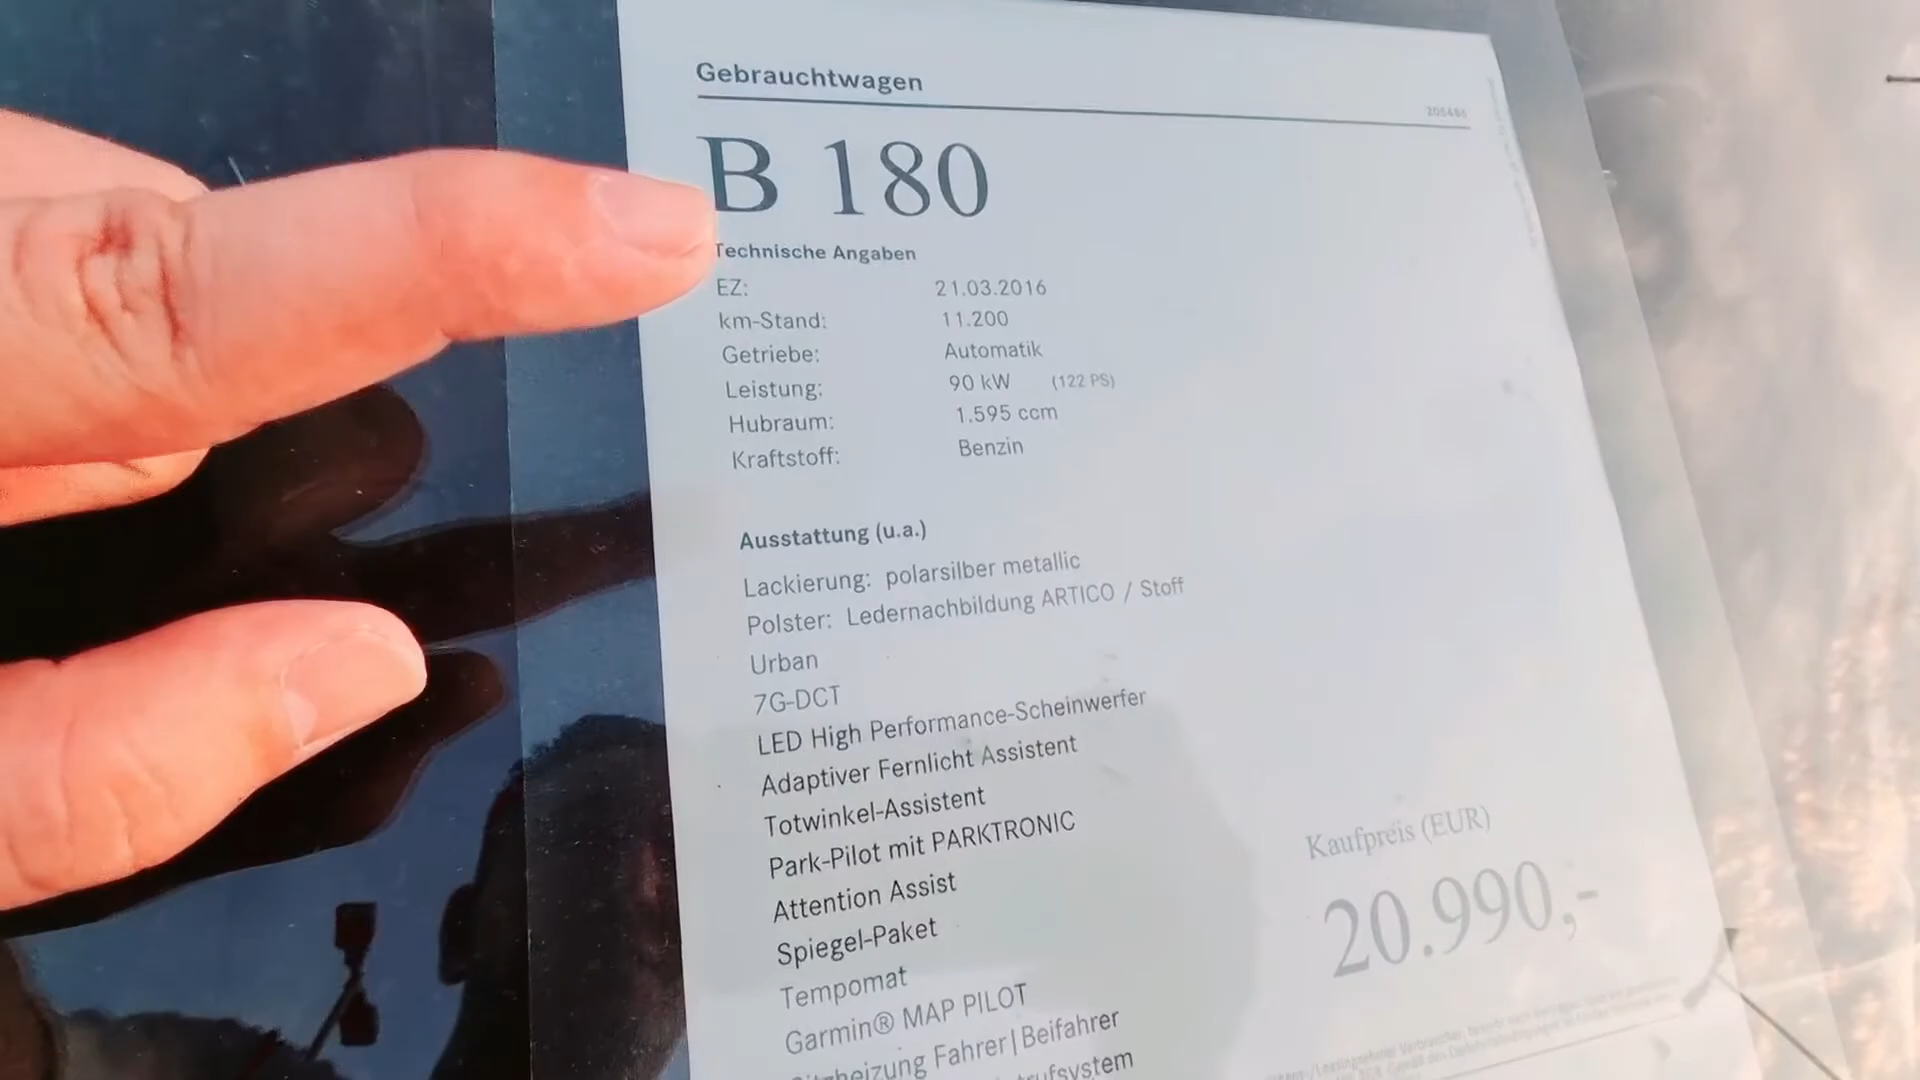 Gebrauchtwagen
B 180
Technische Angaben
EZ: 21.03.2016
km-Stand: 11.200
Getriebe: Automatik
Leistung: 90 kW (122 PS)
Hubraum: 1.595 ccm
Kraftstoff: Benzin
Ausstattung (u.a.)
Lackierung: polarsilber metallic
Polster: Ledernachbildung ARTICO / Stoff
Urban
7G-DCT
LED High Performance-Scheinwerfer
Adaptiver Fernlicht Assistent
Totwinkel-Assistent
Park-Pilot mit PARKTRONIC
Attention Assist
Spiegel-Paket
Tempomat
Garmin® MAP PILOT
Fahrer|Beifahrer
Kaufpreis (EUR)
20.990,-